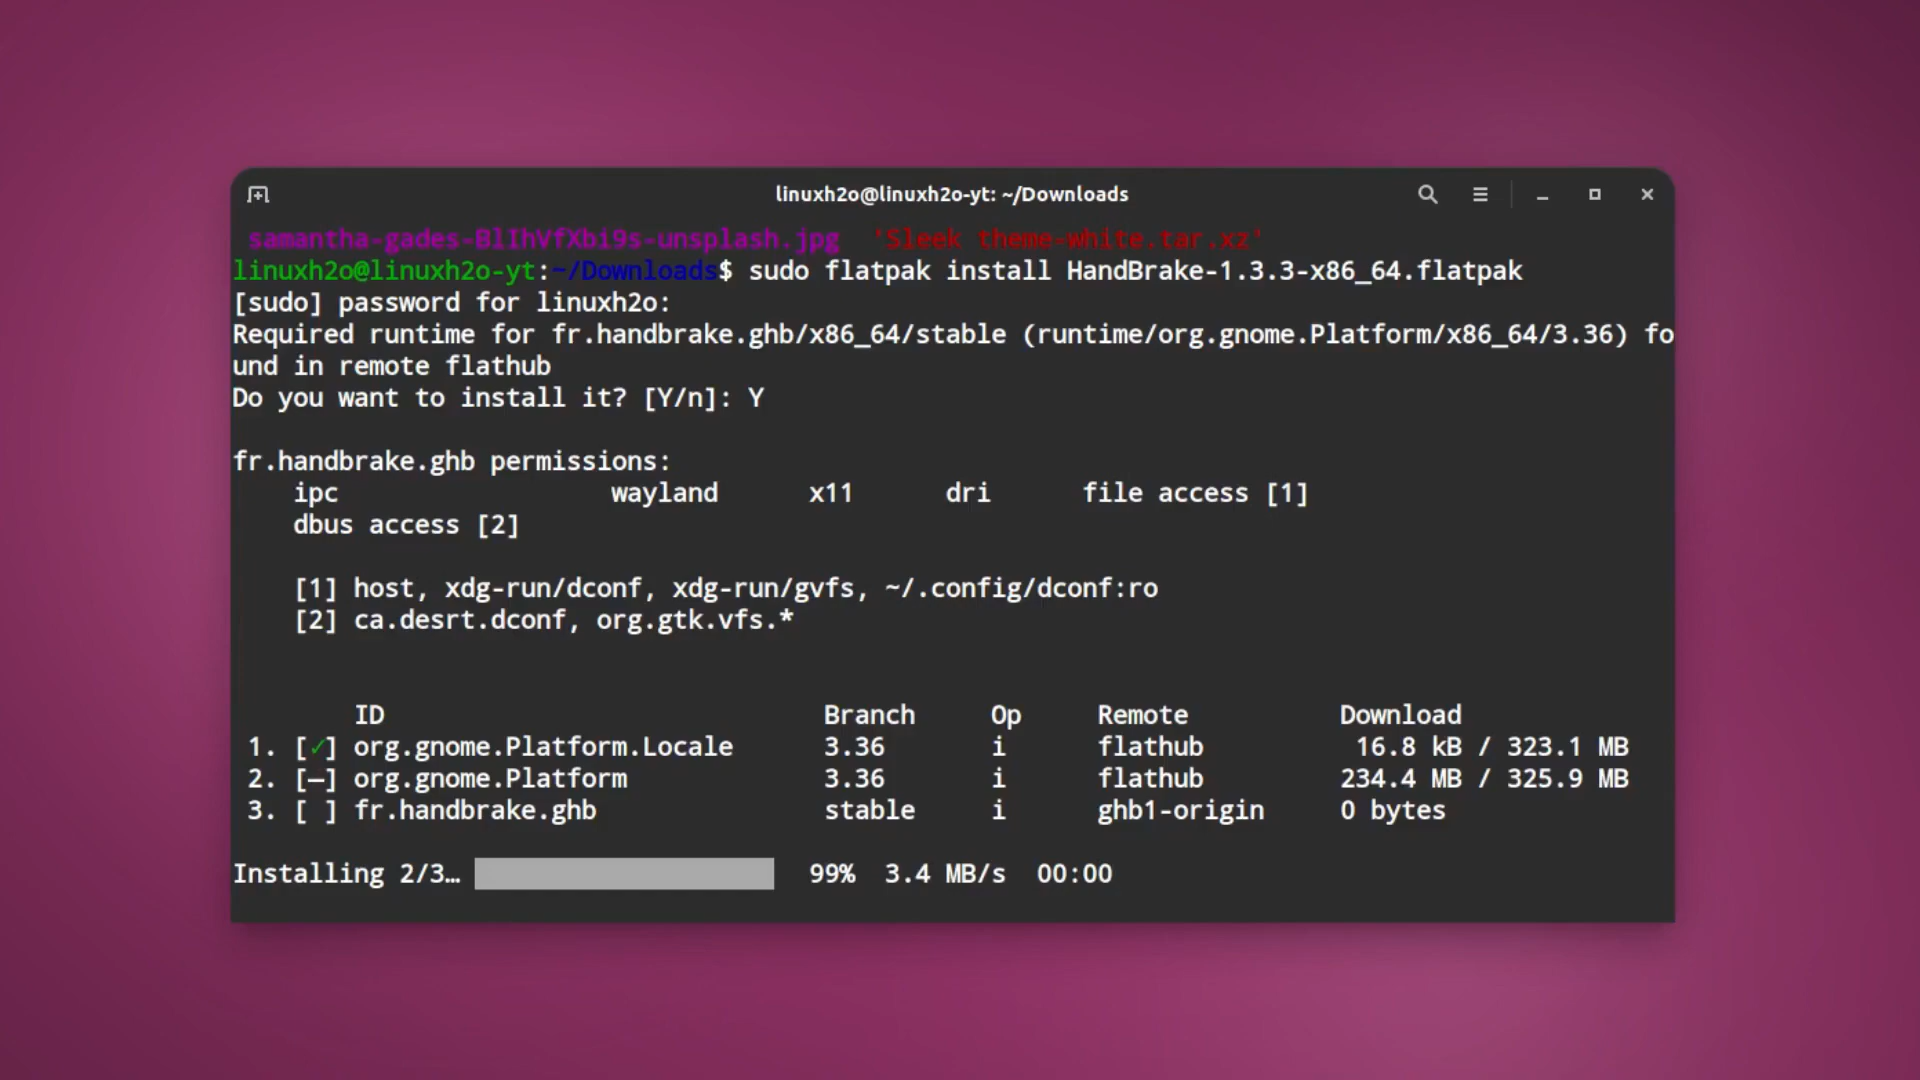 linuxh2o@linuxh2o-yt: ~/Downloads
samantha-gades-BlIhVfXbi9s-unsplash.jpg  'Sleek theme-white.tar.xz'
linuxh2o@linuxh2o-yt:~/Downloads$ sudo flatpak install HandBrake-1.3.3-x86_64.flatpak
[sudo] password for linuxh2o:
Required runtime for fr.handbrake.ghb/x86_64/stable (runtime/org.gnome.Platform/x86_64/3.36) fo
und in remote flathub
Do you want to install it? [Y/n]: Y
fr.handbrake.ghb permissions:
ipc wayland x11 dri file access [1]
dbus access [2]
[1] host, xdg-run/dconf, xdg-run/gvfs, ~/.config/dconf:ro
[2] ca.desrt.dconf, org.gtk.vfs.*
ID Branch Op Remote Download
1. [✓] org.gnome.Platform.Locale 3.36 i flathub 16.8 kB / 323.1 MB
2. [—] org.gnome.Platform 3.36 i flathub 234.4 MB / 325.9 MB
3. [ ] fr.handbrake.ghb stable i ghb1-origin 0 bytes
Installing 2/3… 99% 3.4 MB/s 00:00